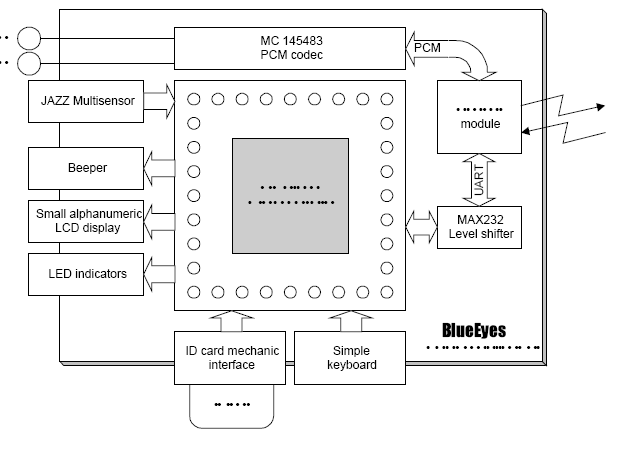 MC 145483
PCM codec
PCM
JAZZ Multisensor
module
Beeper
UART
Small alphanumeric
LCD display
MAX232
Level shifter
LED indicators
BlueEyes
ID card mechanic
interface
Simple
keyboard